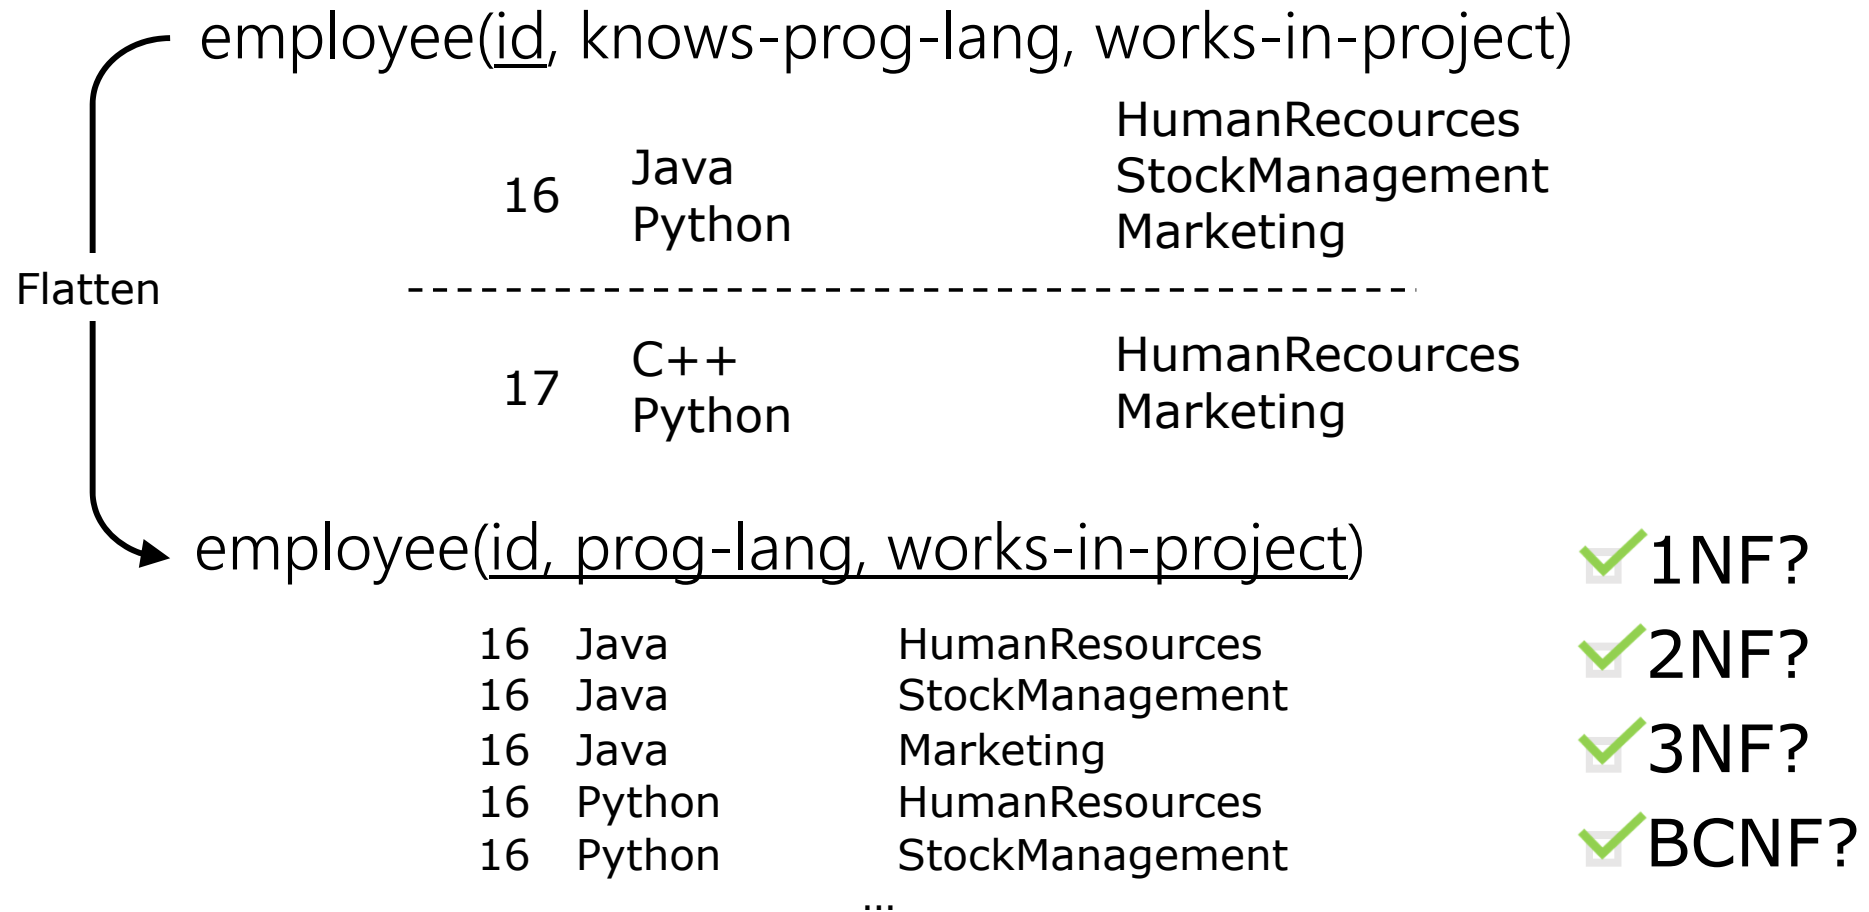 employee(id, knows-prog-lang, works-in-project)
16
Java
Python
HumanRecources
StockManagement
Marketing
Flatten
17
C++
Python
HumanRecources
Marketing
employee(id, prog-lang, works-in-project)
16 Java HumanResources
16 Java StockManagement
16 Java Marketing
16 Python HumanResources
16 Python StockManagement
...
1NF?
2NF?
3NF?
BCNF?